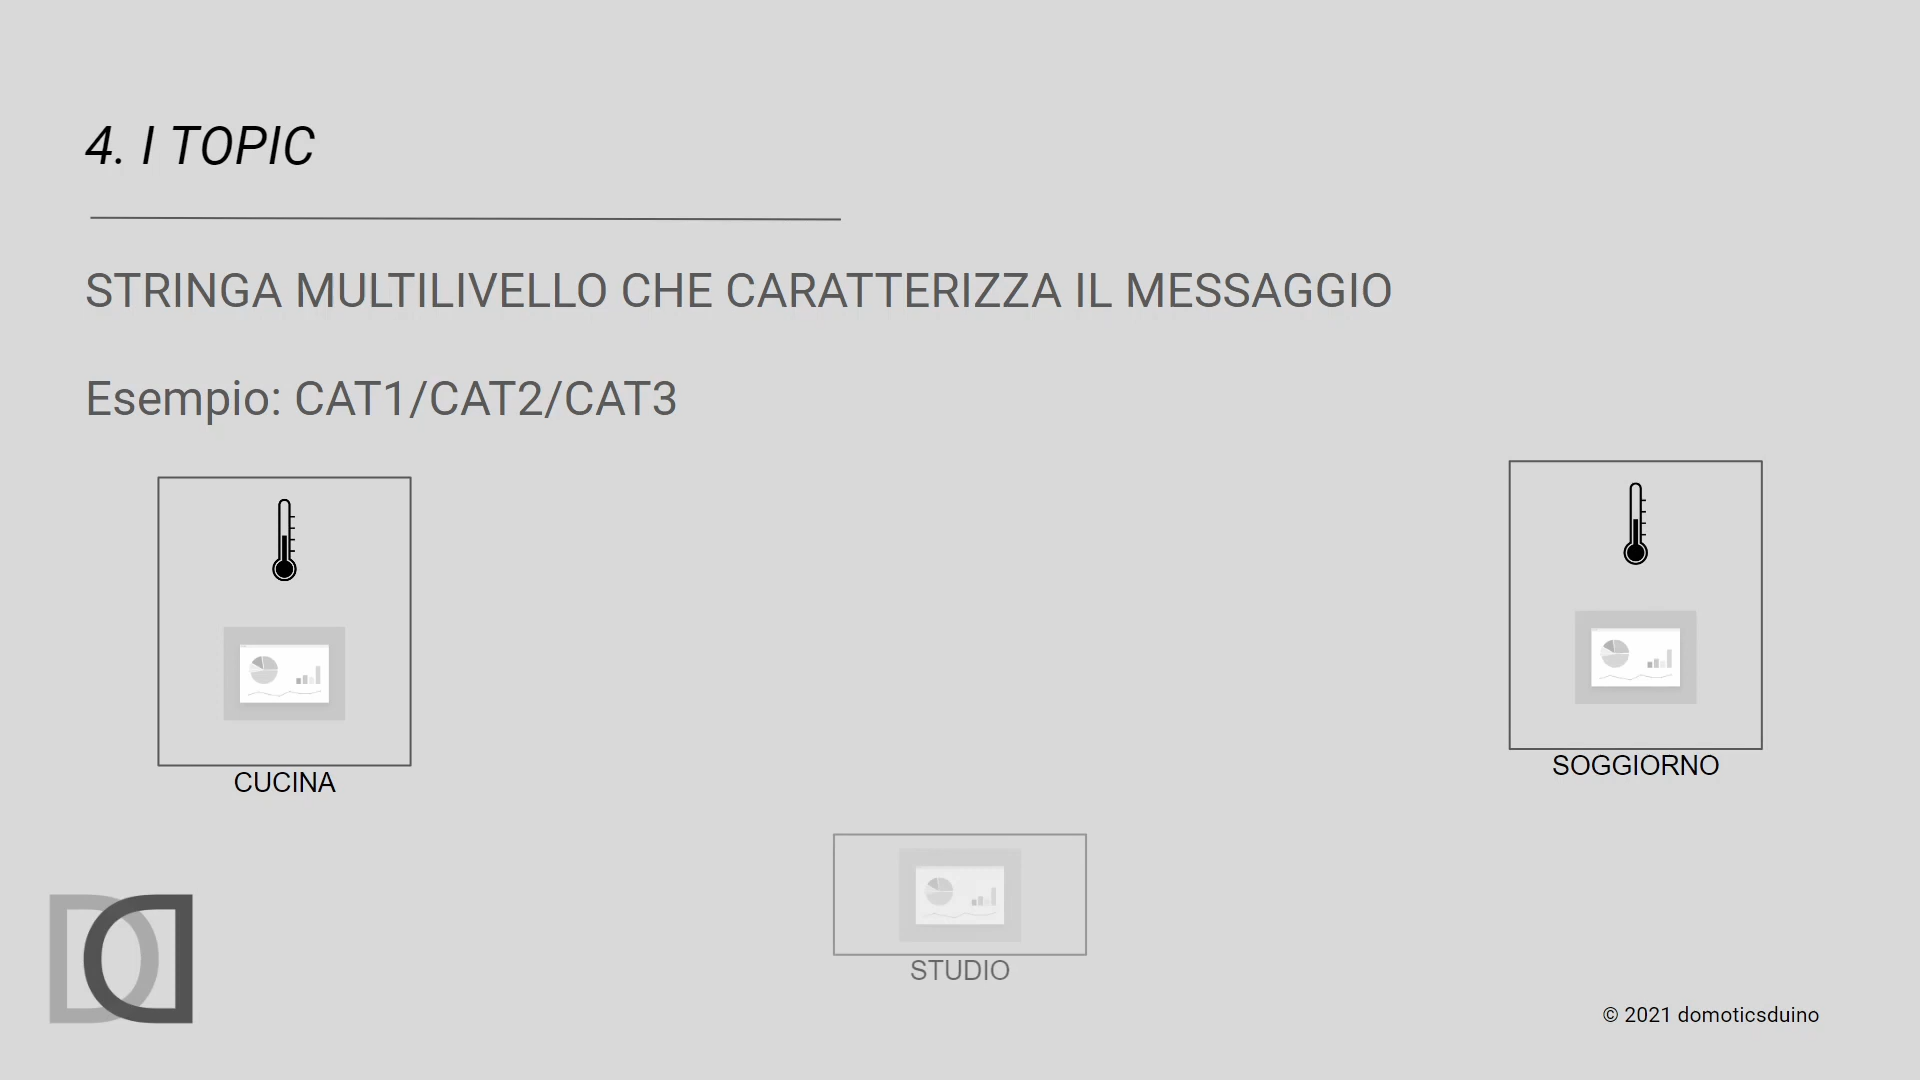 4. I TOPIC
STRINGA MULTILIVELLO CHE CARATTERIZZA IL MESSAGGIO
Esempio: CAT1/CAT2/CAT3
CUCINA
SOGGIORNO
STUDIO
© 2021 domoticsduino